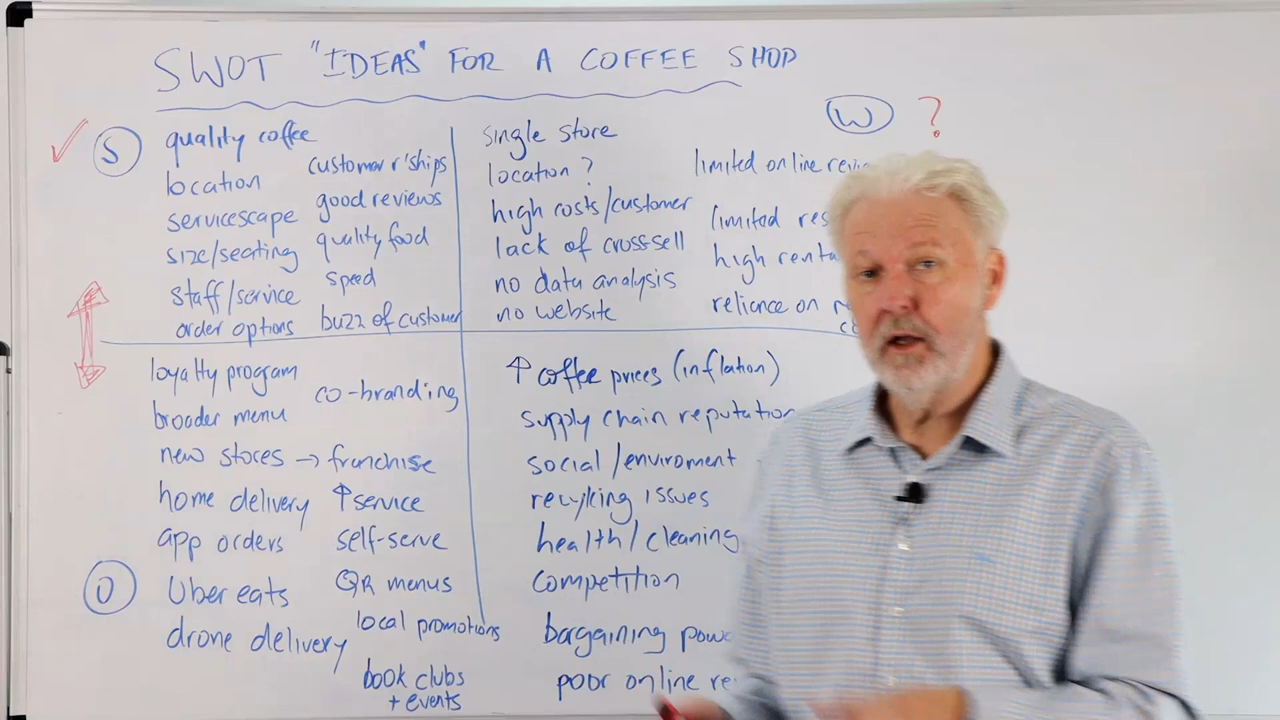 SWOT "IDEAS" FOR A COFFEE SHOP
S
quality coffee
location
servicescape
size/seating
staff/service
order options
customer r'ships
good reviews
quality food
speed
buzz of customer
W ?
single store
location?
high costs/customer
lack of cross-sell
no data analysis
no website
limited online
limited
high
reliance on
O
loyalty program
broader menu
new stores → franchise
home delivery
app orders
Uber eats
drone delivery
co-branding
↑ service
self-serve
QR menus
local promotions
book clubs
+ events
↑ coffee prices (inflation)
supply chain reputation
social/enviroment
recycking issues
health/cleaning
competition
bargaining
poor online